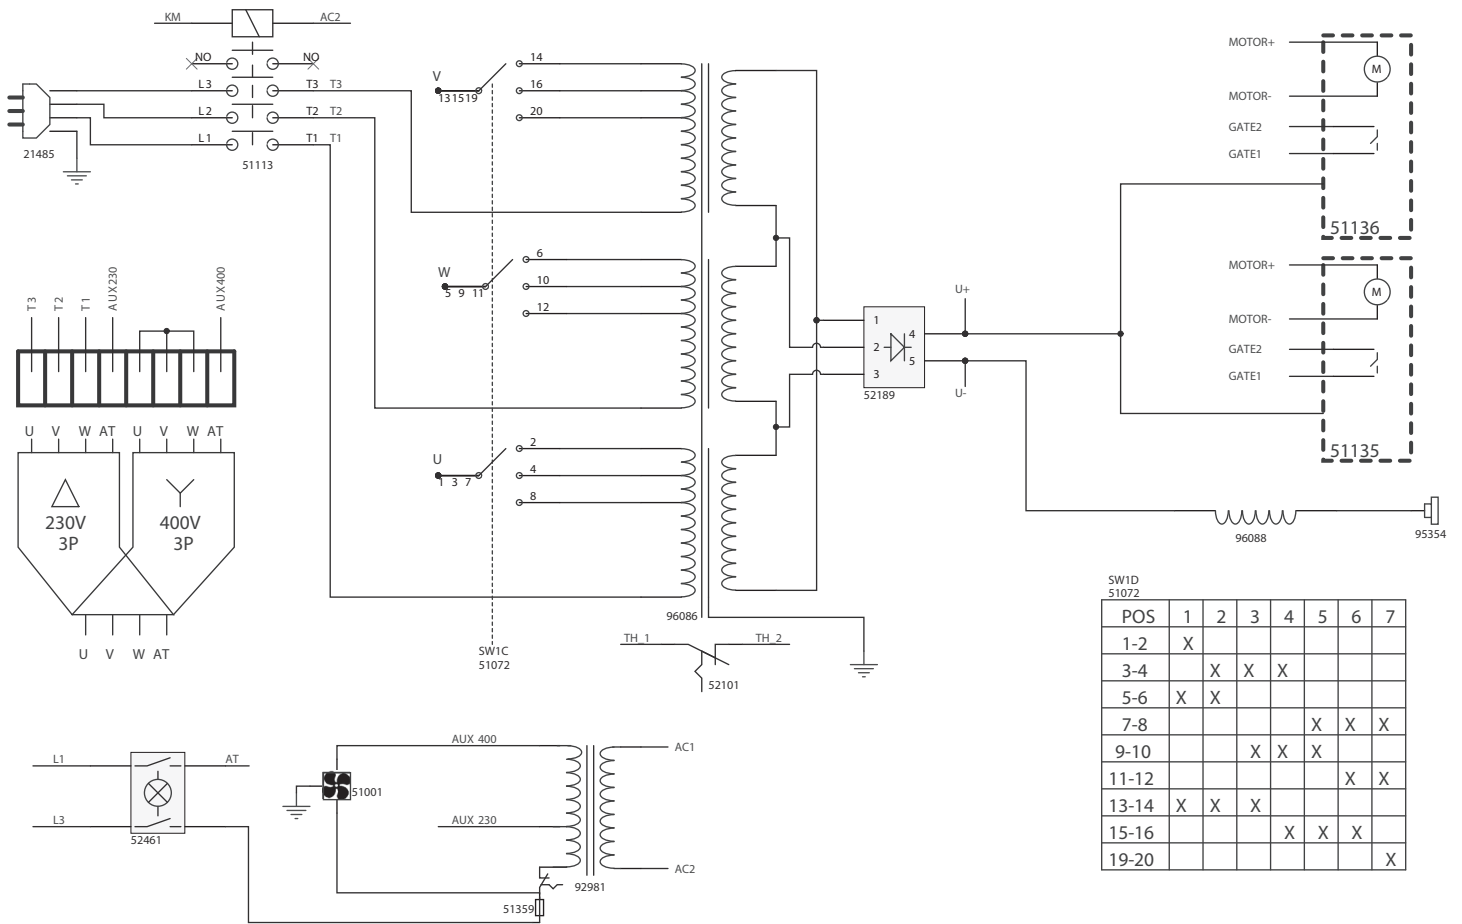 KM AC2
NO NO
L3 T3 T3
L2 T2 T2
L1 T1 T1
21485
51113
V
131519
14
16
20
W
5 9 11
6
10
12
U
1 3 7
2
4
8
SW1C
51072
96086
TH_1 TH_2
52101
1
2
3
4
5
52189
U+
U-
MOTOR+
M
MOTOR-
GATE2
GATE1
51136
MOTOR+
M
MOTOR-
GATE2
GATE1
51135
96088
95354
T3 T2 T1 AUX230 AUX400
U V W AT U V W AT
230V
3P
400V
3P
U V W AT
L1 AT
L3
52461
51001
AUX 400
AUX 230
AC1
AC2
92981
51359
SW1D
51072
POS 1 2 3 4 5 6 7
1-2 X
3-4 X X X
5-6 X X
7-8 X X X
9-10 X X X
11-12 X X
13-14 X X X
15-16 X X X
19-20 X